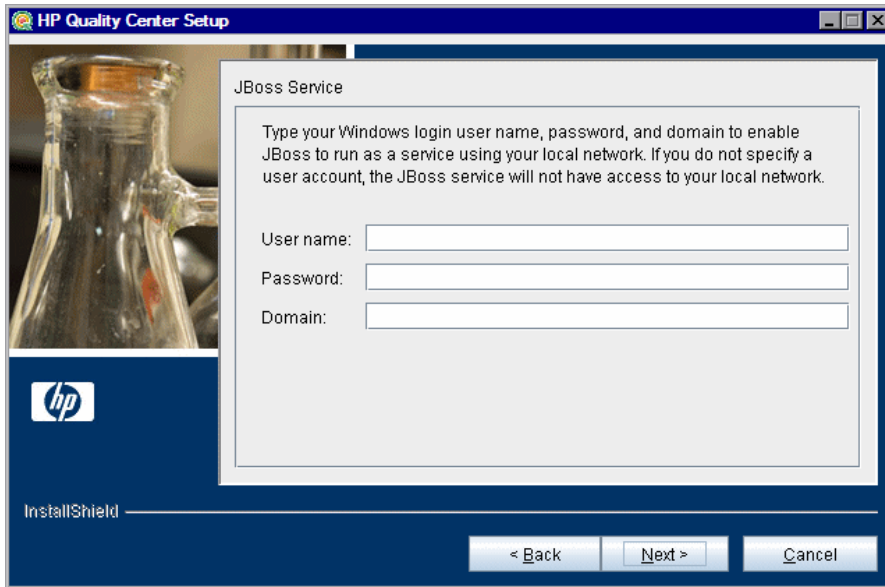 HP Quality Center Setup
JBoss Service
Type your Windows login user name, password, and domain to enable
JBoss to run as a service using your local network. If you do not specify a
user account, the JBoss service will not have access to your local network.
User name:
Password:
Domain:
hp
InstallShield
< Back
Next >
Cancel